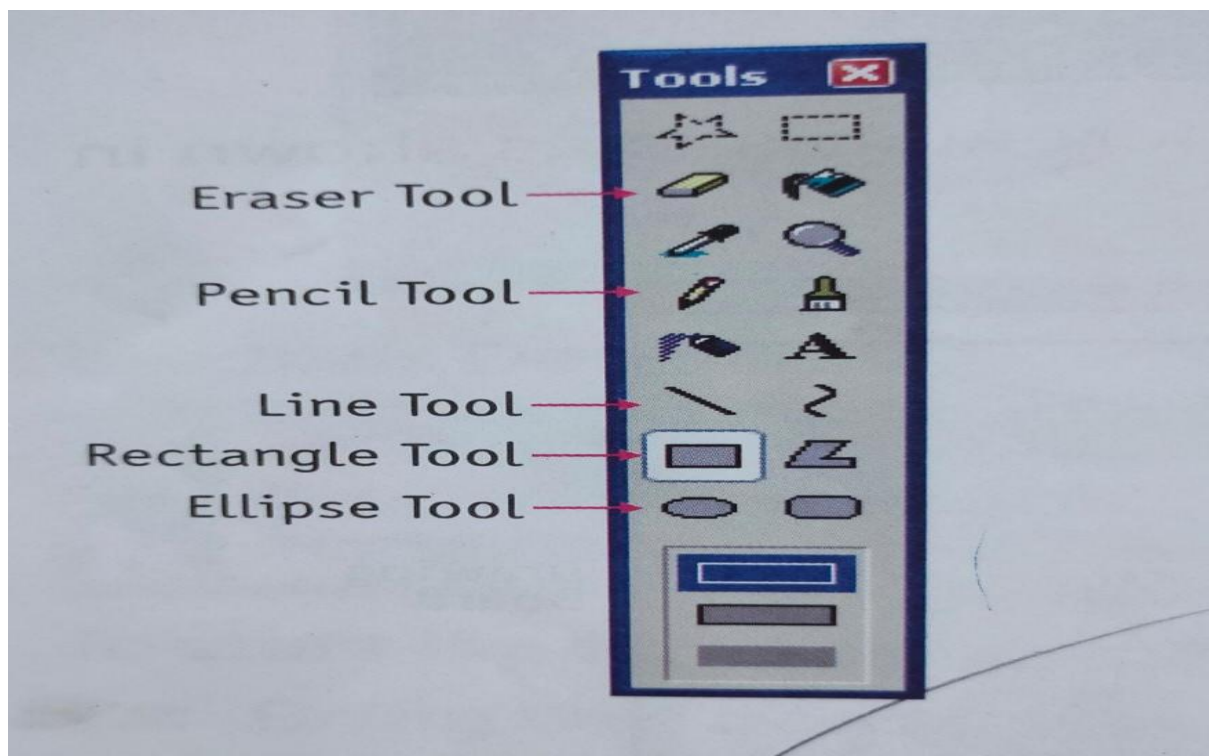 Tools
Eraser Tool
Pencil Tool
A
Line Tool
Rectangle Tool
Ellipse Tool